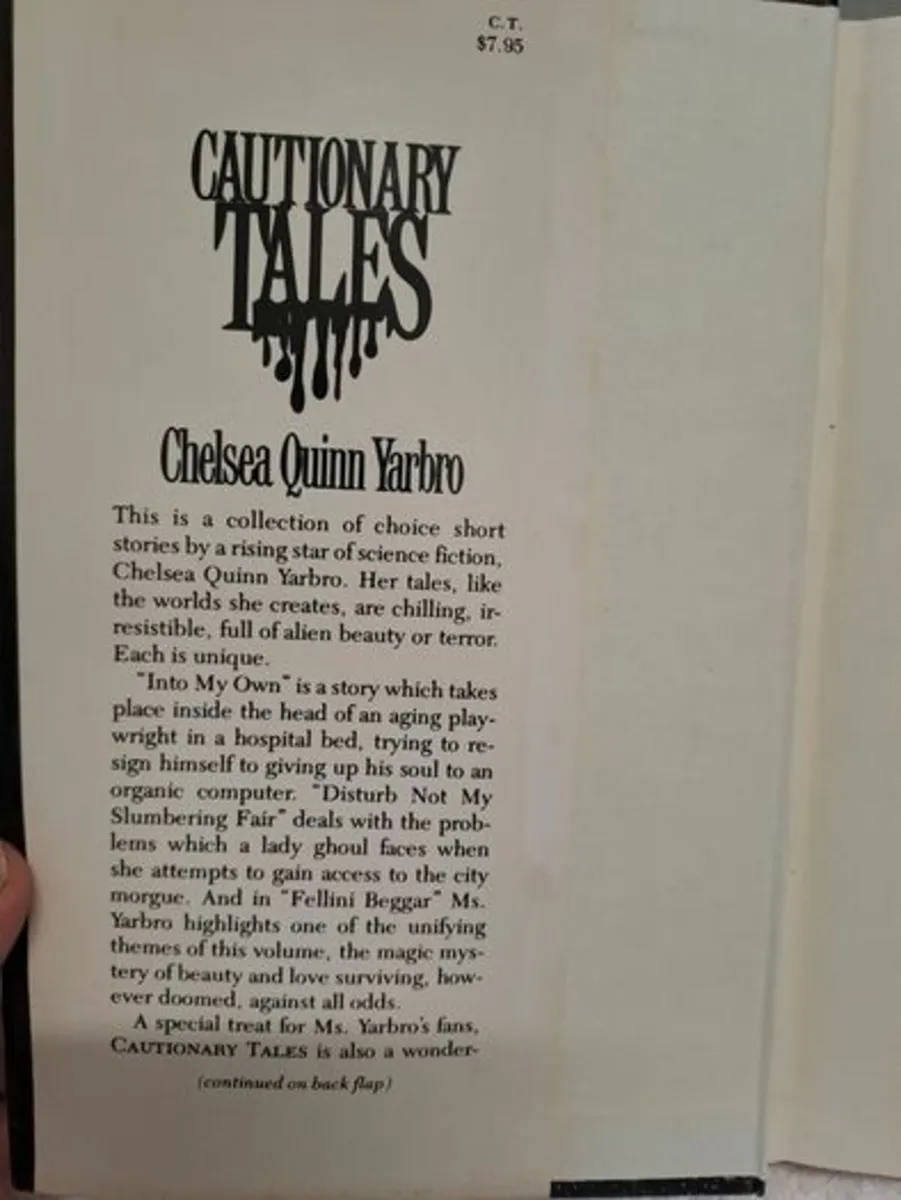 C.T.
$7.95
CAUTIONARY
TALES
Chelsea Quinn Yarbro
This is a collection of choice short
stories by a rising star of science fiction,
Chelsea Quinn Yarbro. Her tales, like
the worlds she creates, are chilling, ir-
resistible, full of alien beauty or terror.
Each is unique.
"Into My Own" is a story which takes
place inside the head of an aging play-
wright in a hospital bed, trying to re-
sign himself to giving up his soul to an
organic computer. "Disturb Not My
Slumbering Fair" deals with the prob-
lems which a lady ghoul faces when
she attempts to gain access to the city
morgue. And in "Fellini Beggar" Ms.
Yarbro highlights one of the unifying
themes of this volume, the magic mys-
tery of beauty and love surviving, how-
ever doomed, against all odds.
A special treat for Ms. Yarbro's fans,
CAUTIONARY TALES is also a wonder-
(continued on back flap)